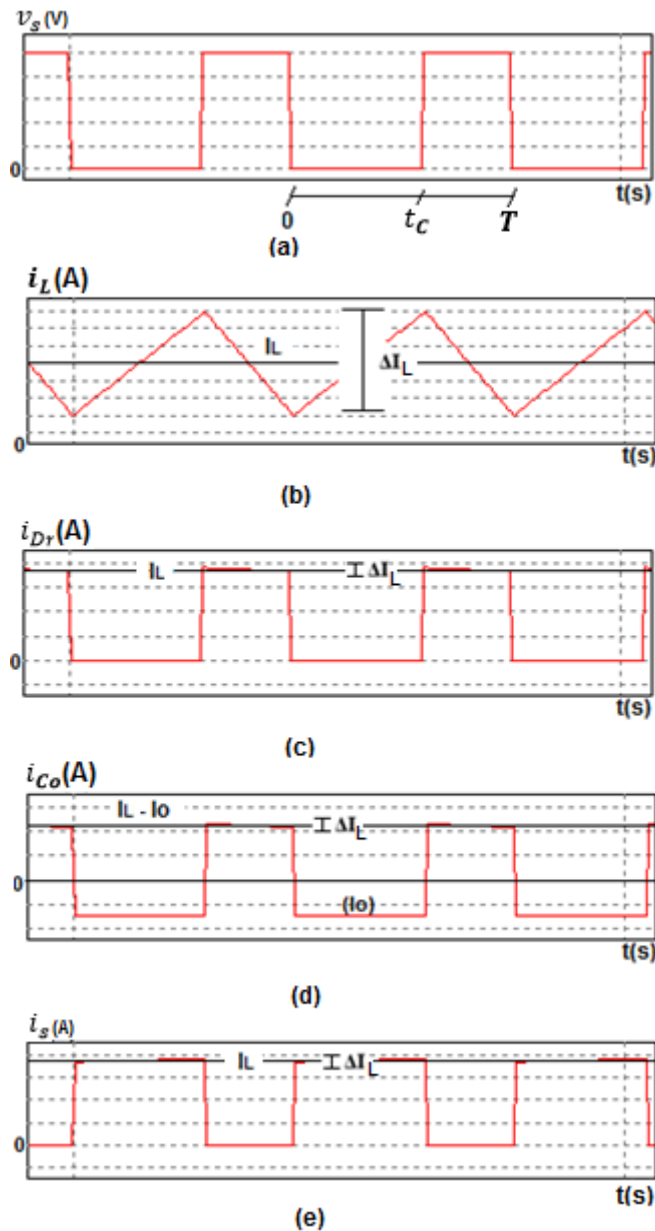 v_s (V)
0
t(s)
0 t_C T
(a)
i_L(A)
I_L
ΔI_L
0
t(s)
(b)
i_Dr(A)
I_L ΔI_L
0
t(s)
(c)
i_Co(A)
I_L - Io
ΔI_L
0
(Io)
t(s)
(d)
i_s(A)
I_L ΔI_L
0
t(s)
(e)